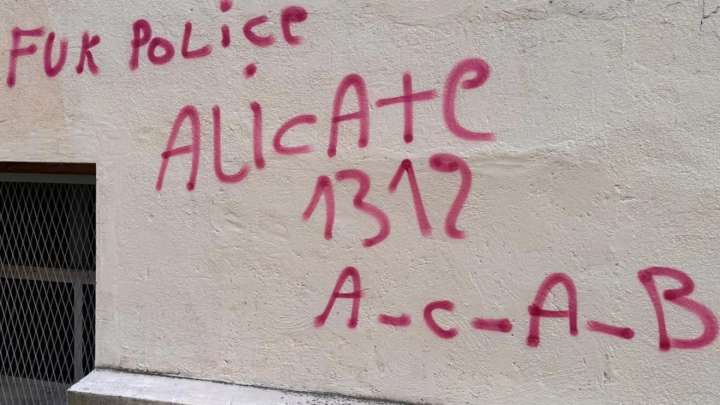 FUK POLice
ALicAte
1312
A-c-A-B